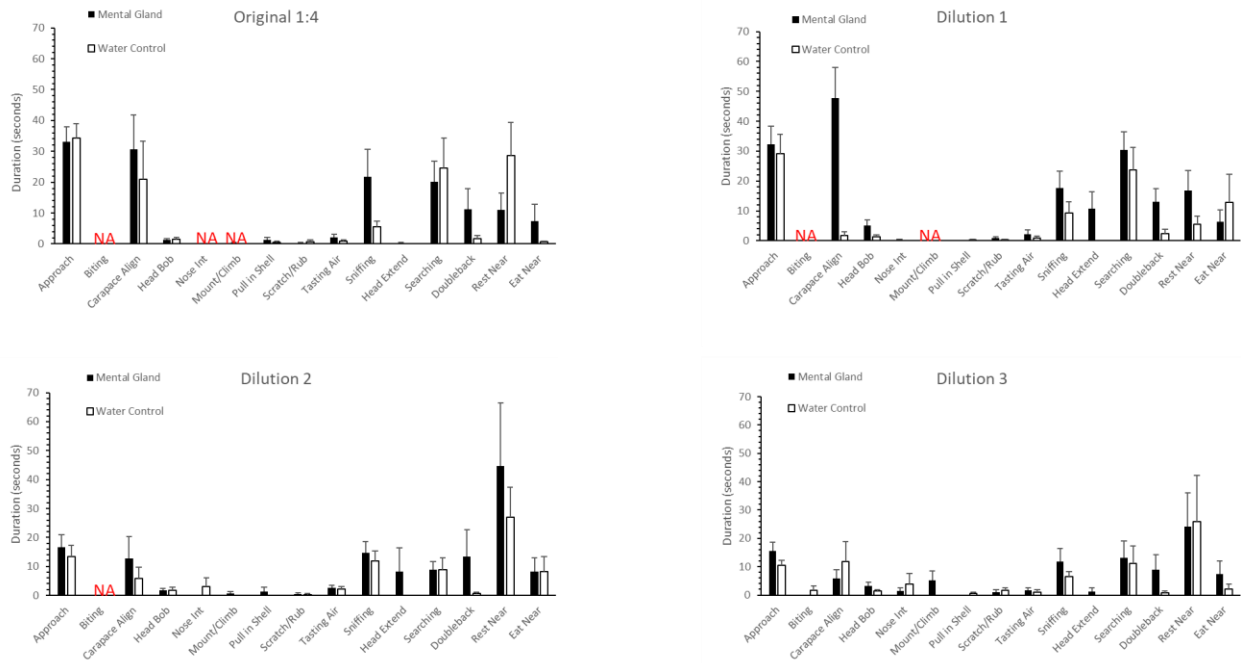 Original 1:4
Mental Gland
Water Control
Duration (seconds)
70
60
50
40
30
20
10
0
NA
NA
NA
Approach
Biting
Carapace Align
Head Bob
Nose Int
Mount/Climb
Pull in Shell
Scratch/Rub
Tasting Air
Sniffing
Head Extend
Searching
Doubleback
Rest Near
Eat Near
Dilution 1
Mental Gland
Water Control
Duration (seconds)
70
60
50
40
30
20
10
0
NA
NA
Approach
Biting
Carapace Align
Head Bob
Nose Int
Mount/Climb
Pull in Shell
Scratch/Rub
Tasting Air
Sniffing
Head Extend
Searching
Doubleback
Rest Near
Eat Near
Dilution 2
Mental Gland
Water Control
Duration (seconds)
70
60
50
40
30
20
10
0
NA
Approach
Biting
Carapace Align
Head Bob
Nose Int
Mount/Climb
Pull in Shell
Scratch/Rub
Tasting Air
Sniffing
Head Extend
Searching
Doubleback
Rest Near
Eat Near
Dilution 3
Mental Gland
Water Control
Duration (seconds)
70
60
50
40
30
20
10
0
Approach
Biting
Carapace Align
Head Bob
Nose Int
Mount/Climb
Pull in Shell
Scratch/Rub
Tasting Air
Sniffing
Head Extend
Searching
Doubleback
Rest Near
Eat Near